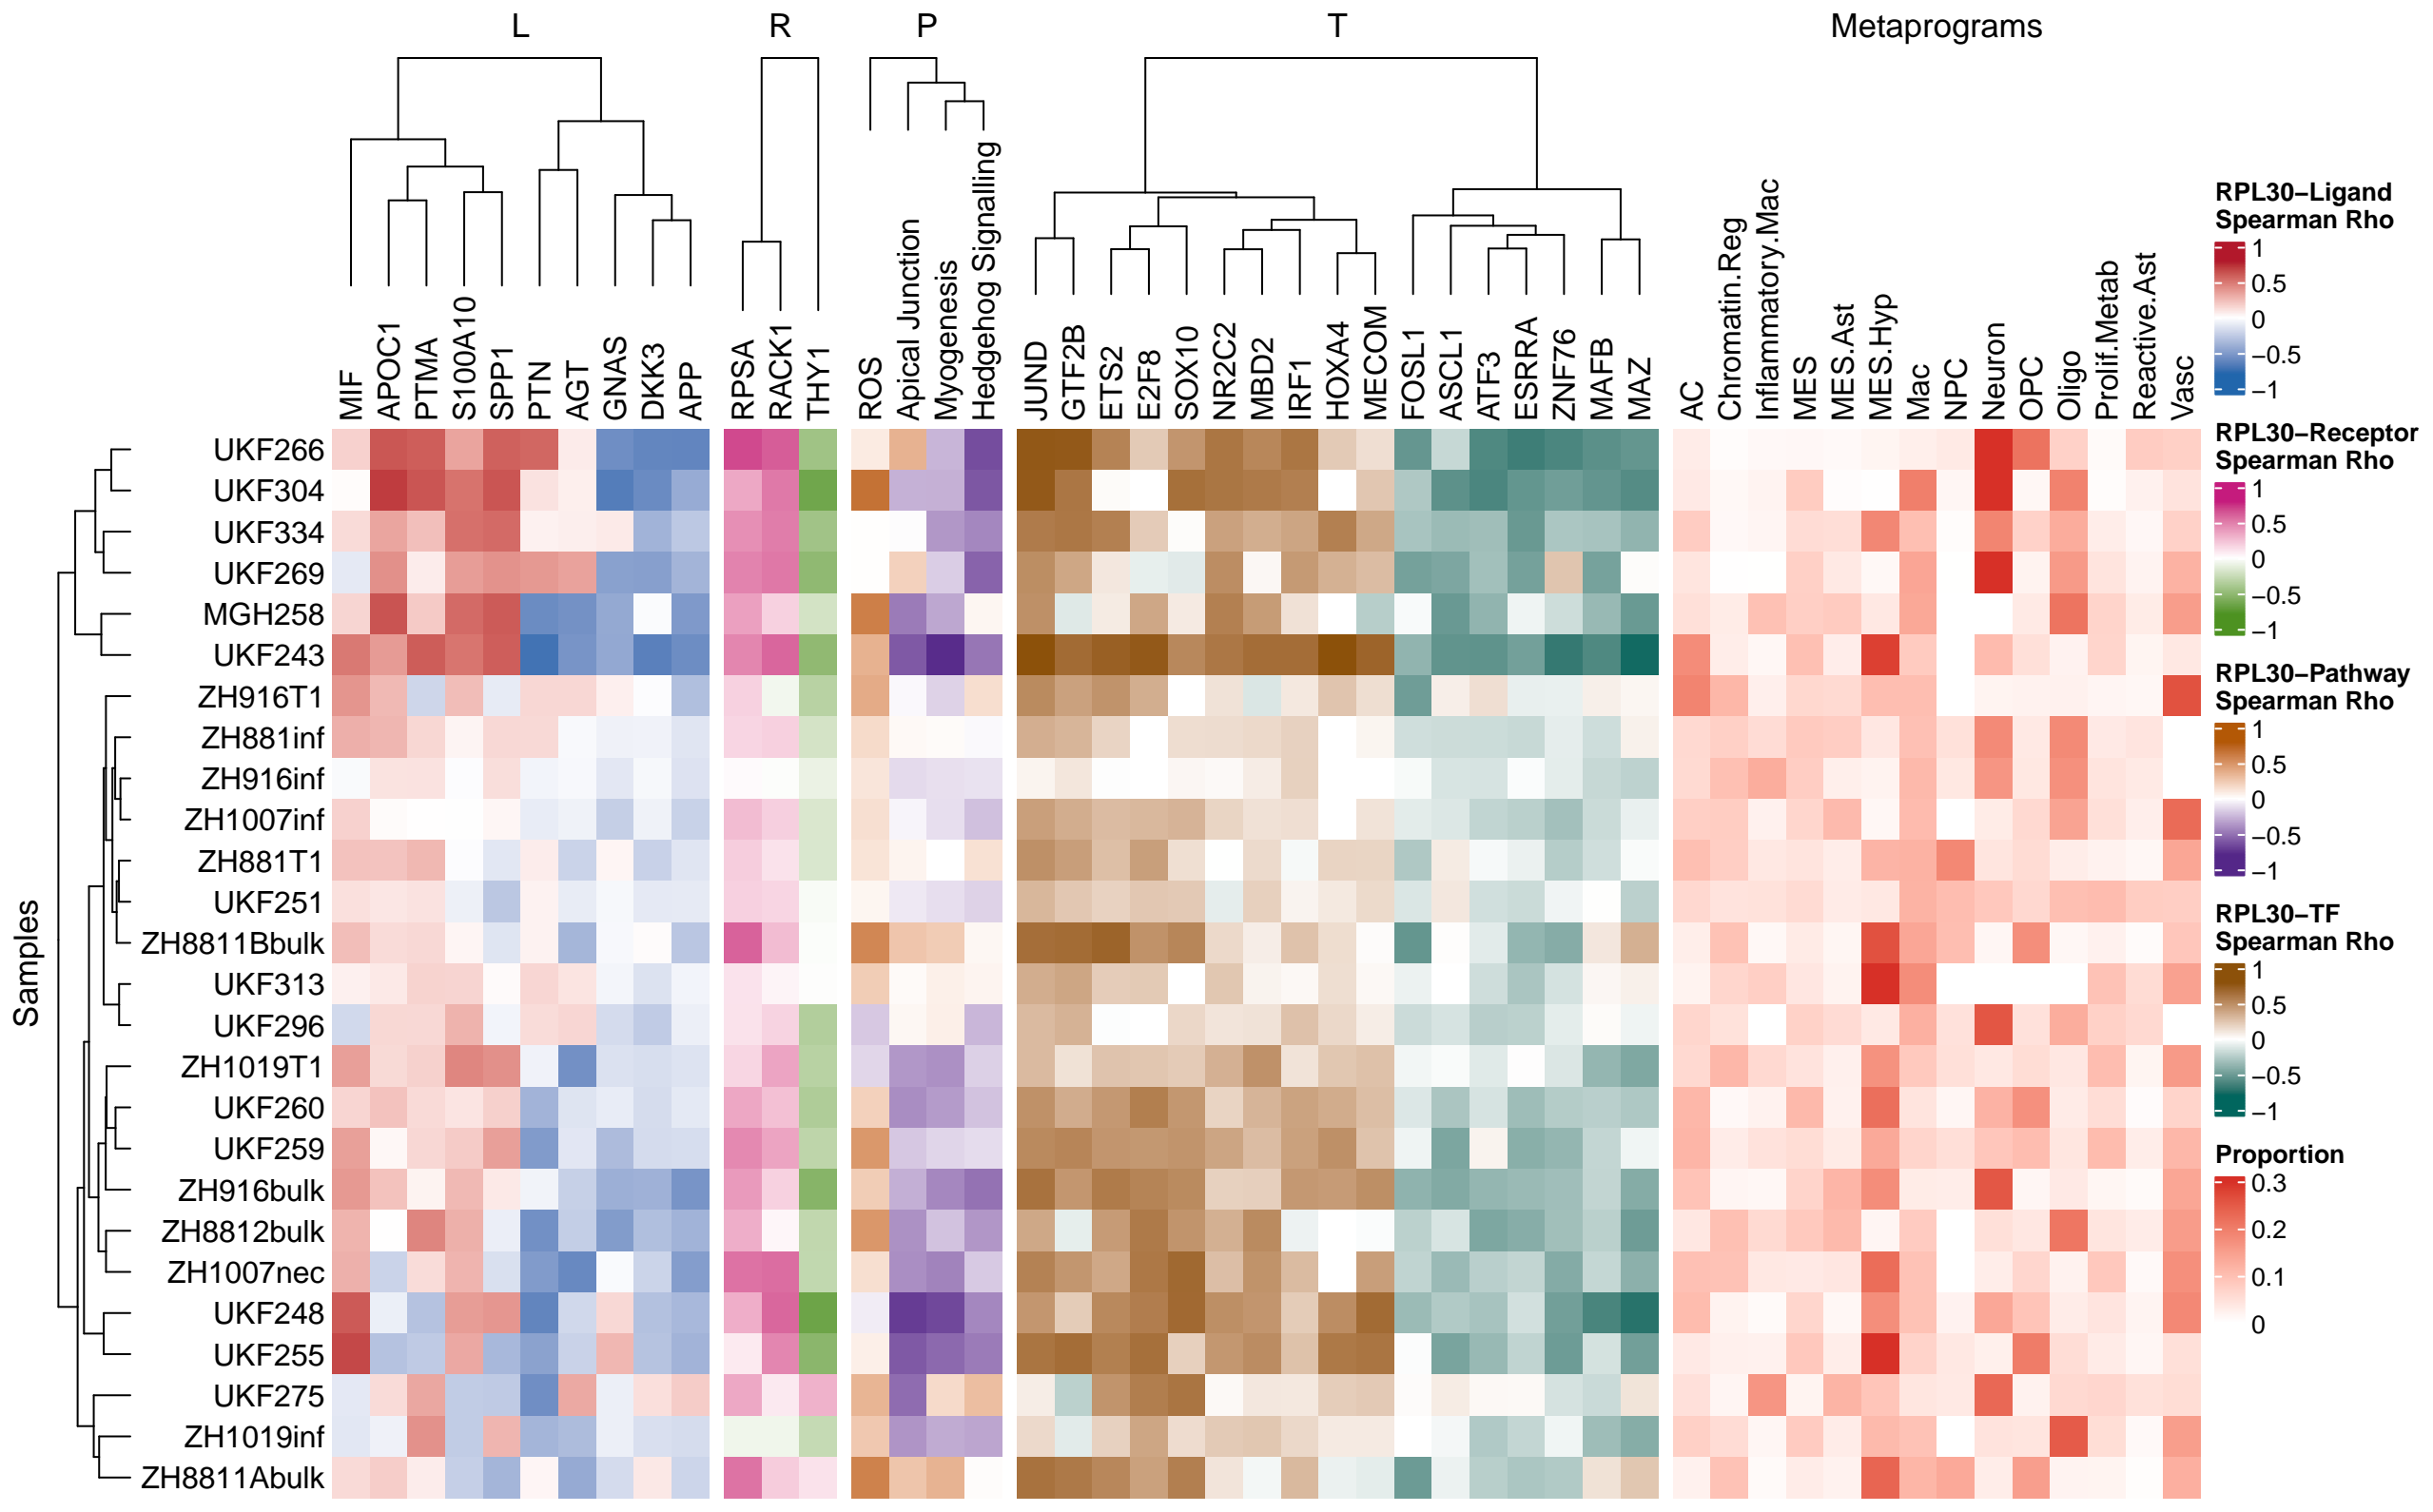 L R P T Metaprograms
MIF APOC1 PTMA S100A10 SPP1 PTN AGT GNAS DKK3 APP
RPSA RACK1 THY1
ROS Apical Junction Myogenesis Hedgehog Signalling
JUND GTF2B ETS2 E2F8 SOX10 NR2C2 MBD2 IRF1 HOXA4 MECOM FOSL1 ASCL1 ATF3 ESRRA ZNF76 MAFB MAZ
AC Chromatin.Reg Inflammatory.Mac MES MES.Ast MES.Hyp Mac NPC Neuron OPC Oligo Prolif.Metab Reactive.Ast Vasc
Samples
UKF266
UKF304
UKF334
UKF269
MGH258
UKF243
ZH916T1
ZH881inf
ZH916inf
ZH1007inf
ZH881T1
UKF251
ZH8811Bbulk
UKF313
UKF296
ZH1019T1
UKF260
UKF259
ZH916bulk
ZH8812bulk
ZH1007nec
UKF248
UKF255
UKF275
ZH1019inf
ZH8811Abulk
RPL30−Ligand
Spearman Rho
1
0.5
0
−0.5
−1
RPL30−Receptor
Spearman Rho
1
0.5
0
−0.5
−1
RPL30−Pathway
Spearman Rho
1
0.5
0
−0.5
−1
RPL30−TF
Spearman Rho
1
0.5
0
−0.5
−1
Proportion
0.3
0.2
0.1
0